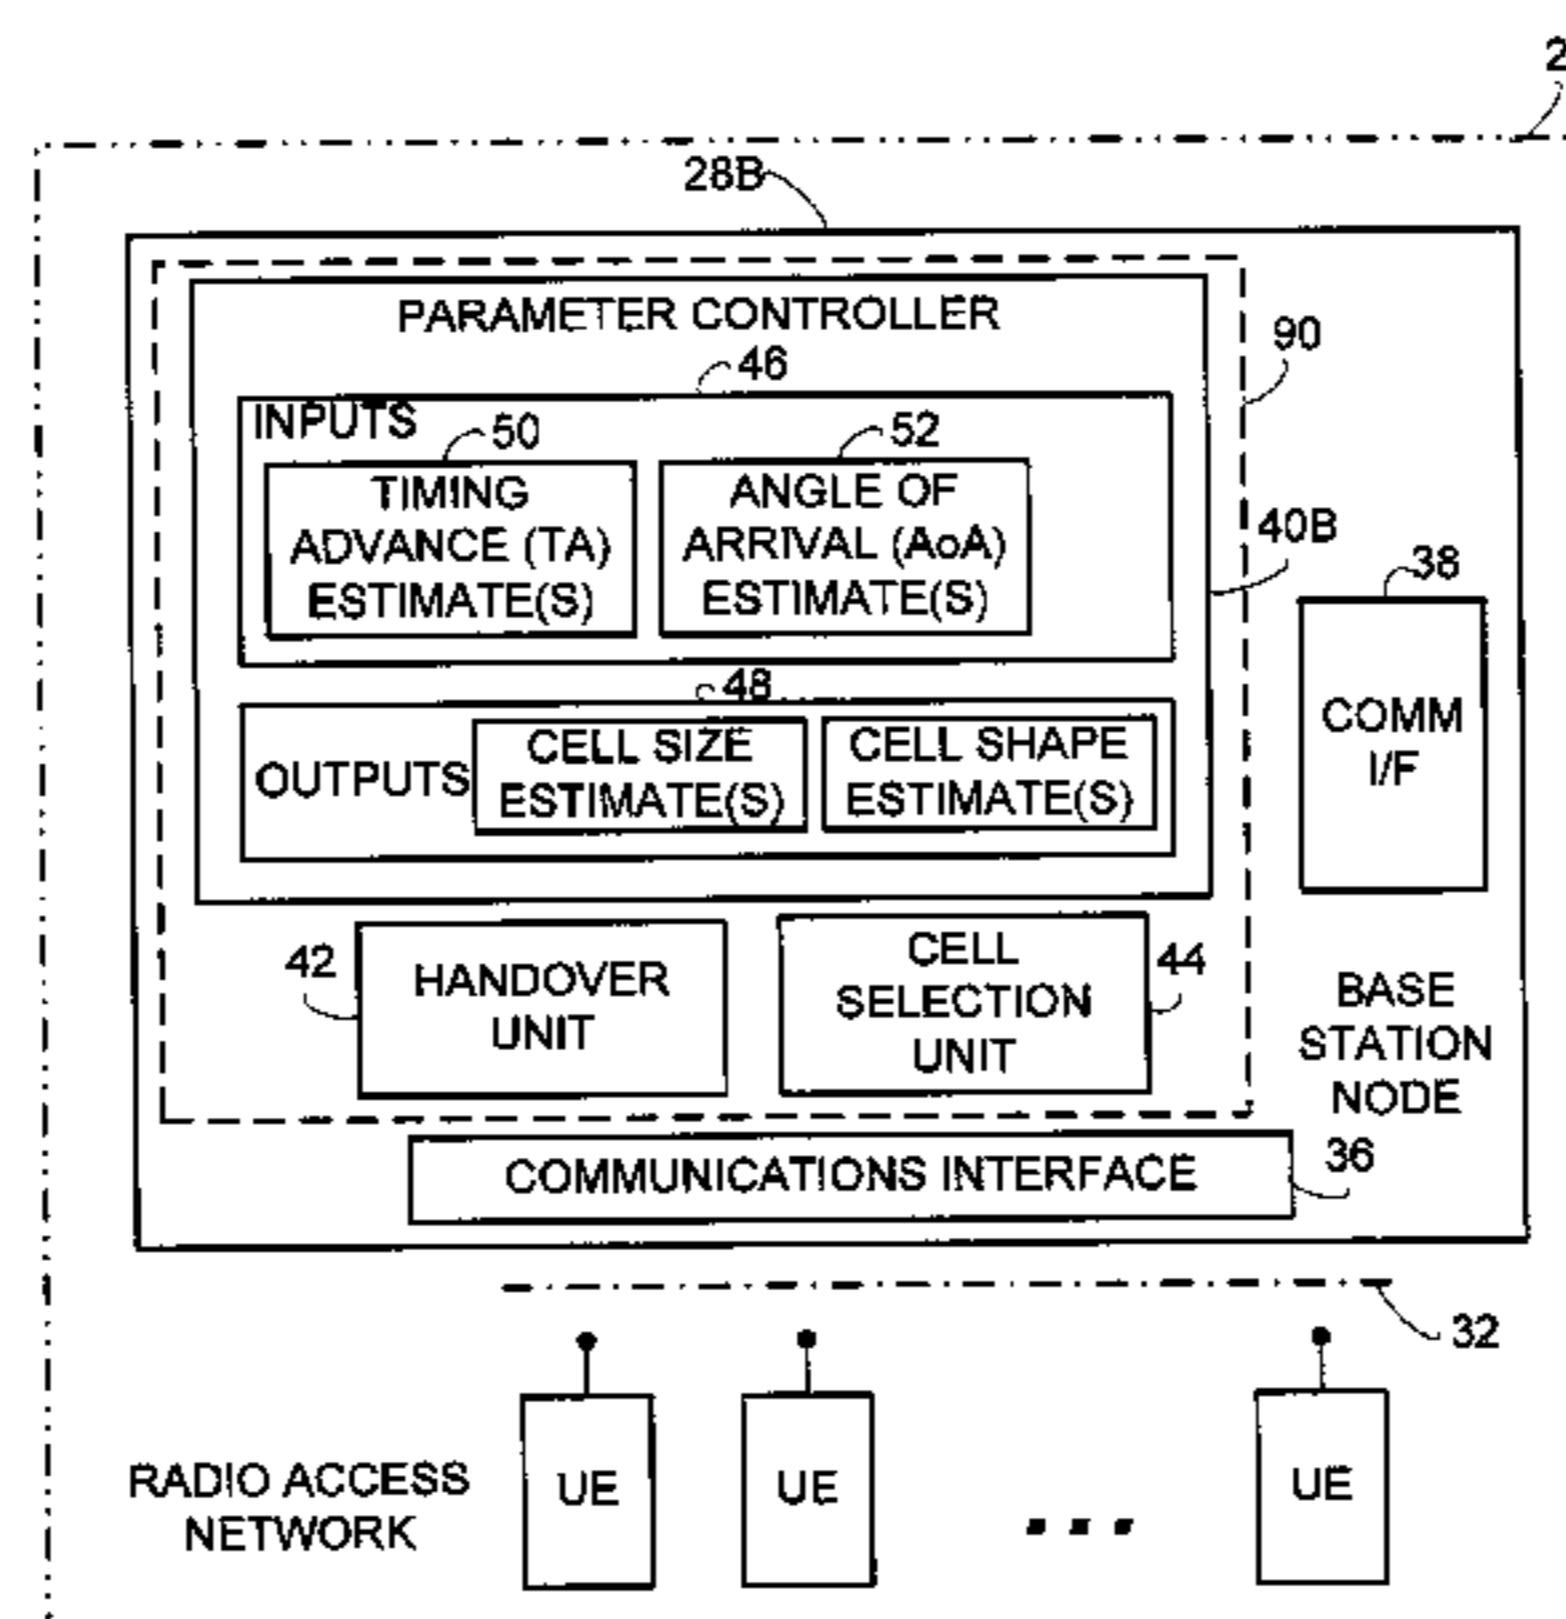 2
28B
PARAMETER CONTROLLER
90
46
INPUTS
50
52
TIMING
ADVANCE (TA)
ESTIMATE(S)
ANGLE OF
ARRIVAL (AoA)
ESTIMATE(S)
40B
38
COMM
I/F
48
OUTPUTS
CELL SIZE
ESTIMATE(S)
CELL SHAPE
ESTIMATE(S)
42
HANDOVER
UNIT
CELL
SELECTION
UNIT
44
BASE
STATION
NODE
COMMUNICATIONS INTERFACE
36
32
RADIO ACCESS
NETWORK
UE
UE
UE